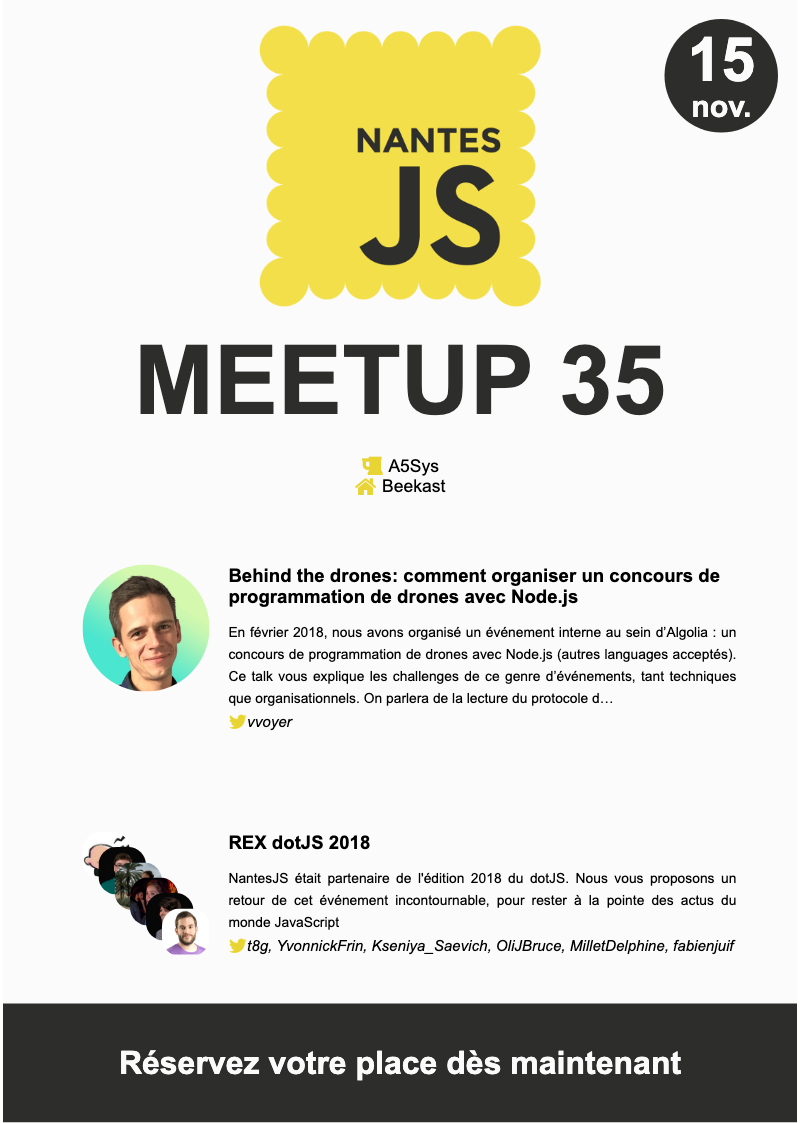 15
nov.
NANTES
JS
MEETUP 35
A5Sys
Beekast
Behind the drones: comment organiser un concours de
programmation de drones avec Node.js
En février 2018, nous avons organisé un événement interne au sein d’Algolia : un
concours de programmation de drones avec Node.js (autres languages acceptés).
Ce talk vous explique les challenges de ce genre d’événements, tant techniques
que organisationnels. On parlera de la lecture du protocole d…
vvoyer
REX dotJS 2018
NantesJS était partenaire de l'édition 2018 du dotJS. Nous vous proposons un
retour de cet événement incontournable, pour rester à la pointe des actus du
monde JavaScript
t8g, YvonnickFrin, Kseniya_Saevich, OliJBruce, MilletDelphine, fabienjuif
Réservez votre place dès maintenant